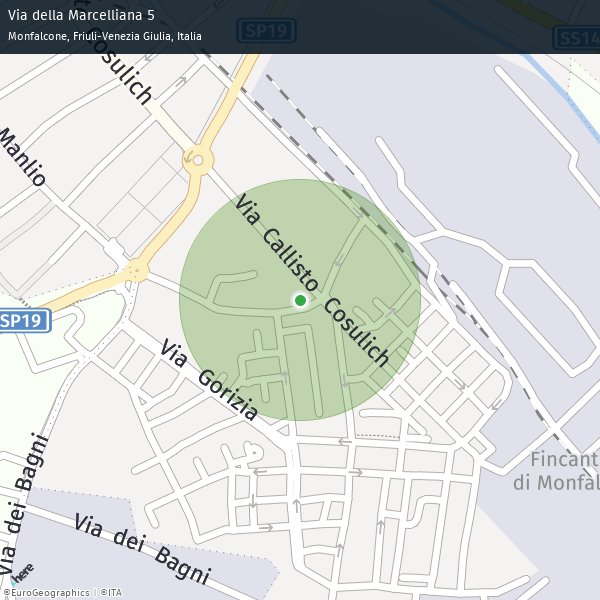 Via della Marcelliana 5
Monfalcone, Friuli-Venezia Giulia, Italia
SP19
SS14
Cosulich
Manlio
Via Callisto Cosulich
SP19
Via Gorizia
Fincant
di Monfal
Via dei Bagni
Via dei Bagni
here
©EuroGeographics | ©ITA